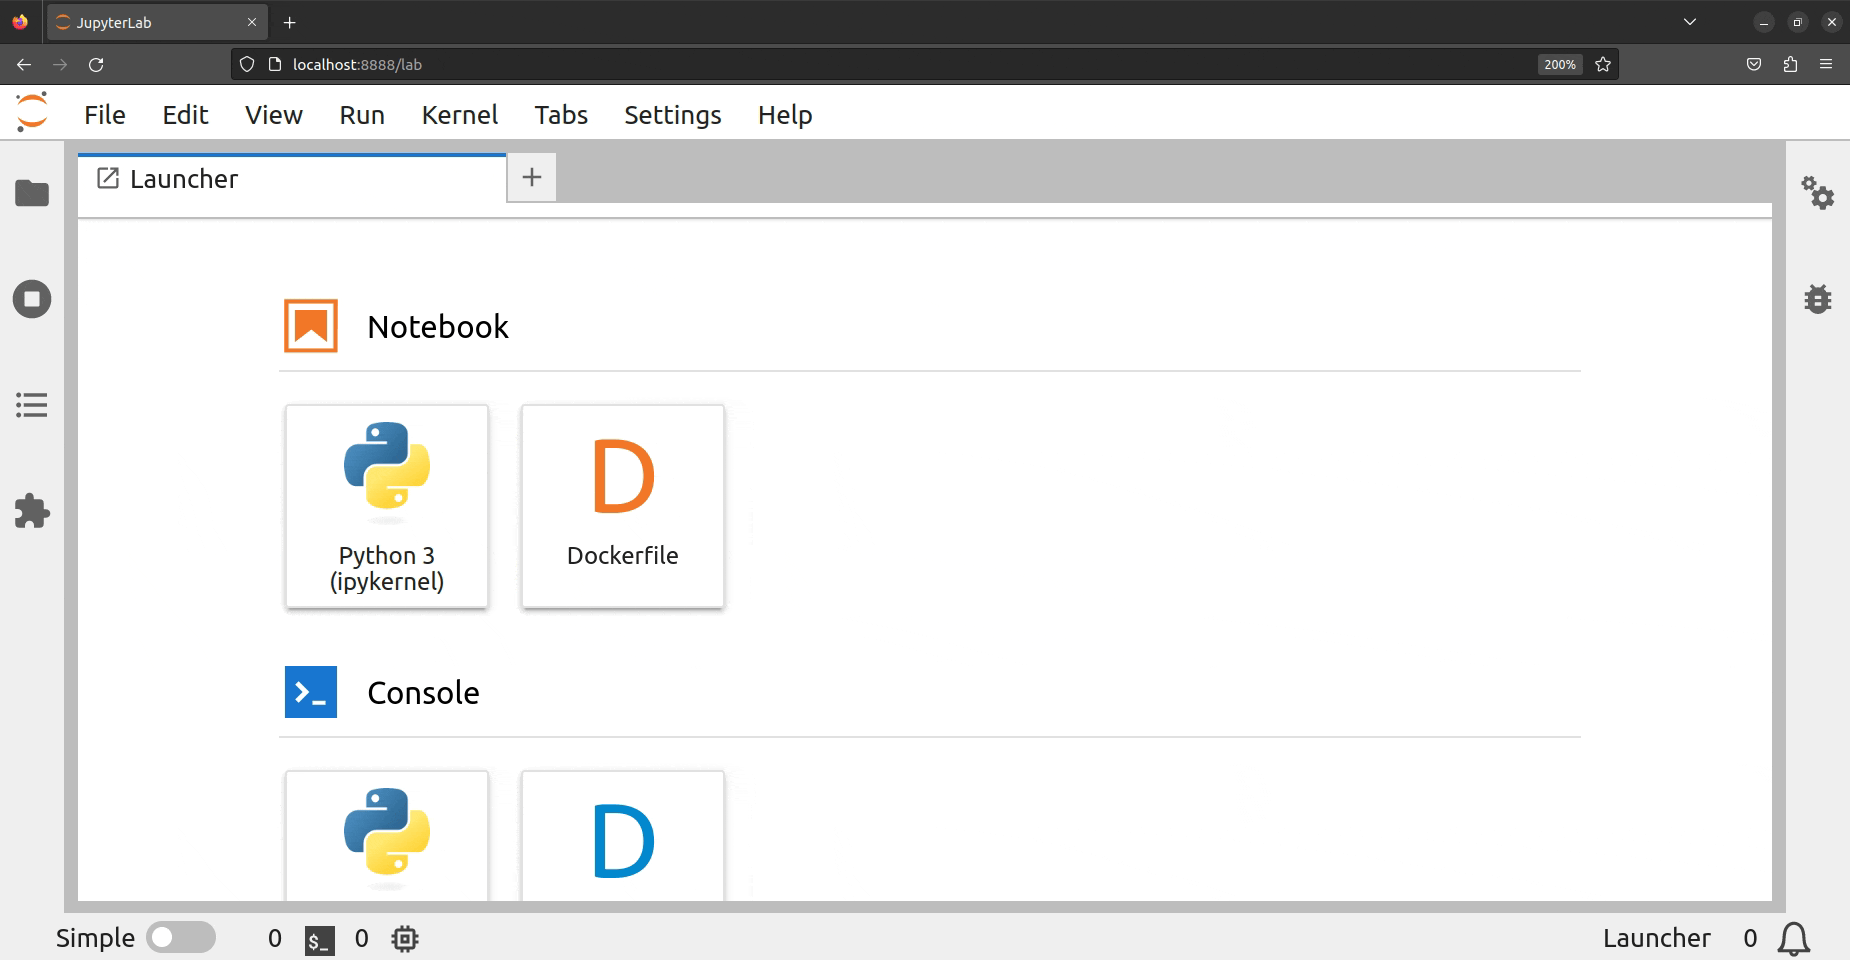 JupyterLab
localhost:8888/lab
200%
File Edit View Run Kernel Tabs Settings Help
Launcher
Notebook
Python 3
(ipykernel)
D
Dockerfile
Console
D
Simple 0 $_ 0 Launcher 0